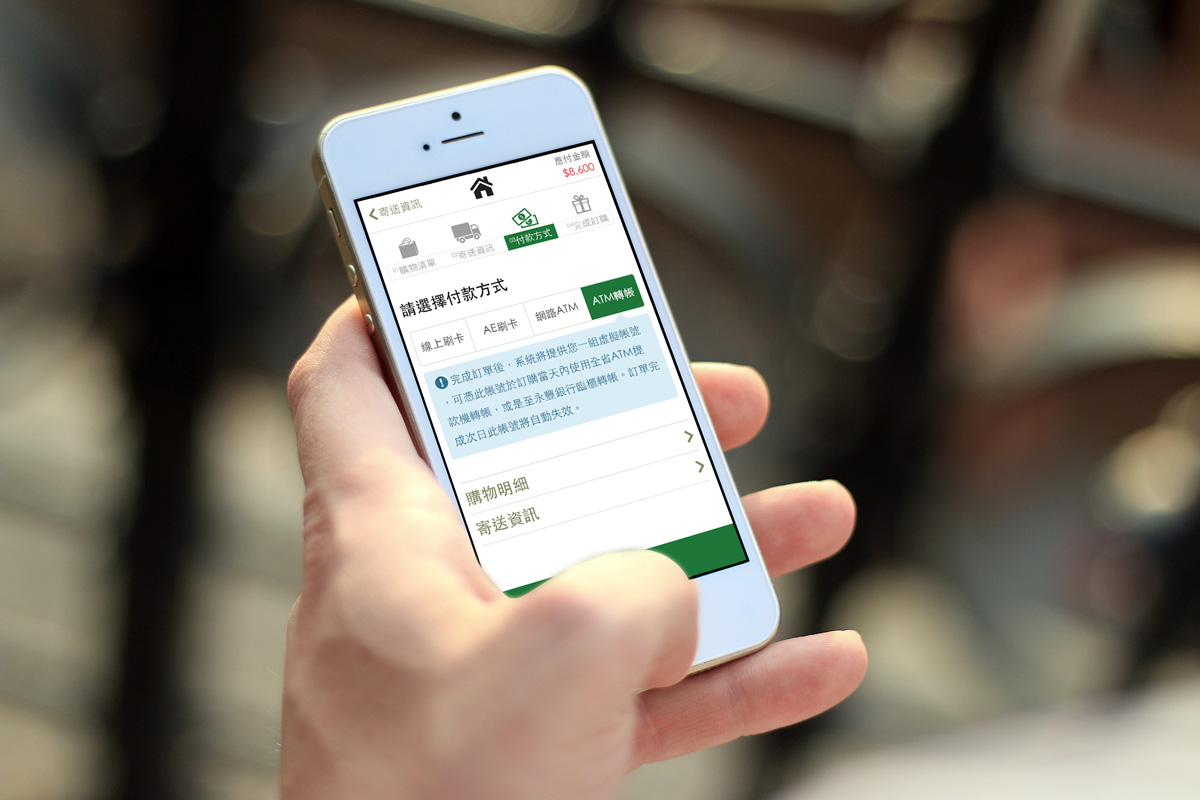 寄送資訊
應付金額
$8,600
01購物清單
02寄送資訊
03付款方式
04完成訂購
請選擇付款方式
線上刷卡
AE刷卡
網路ATM
ATM轉帳
完成訂單後，系統將提供您一組虛擬帳號
，可憑此帳號於訂購當天內使用全省ATM提
款機轉帳，或是至永豐銀行臨櫃轉帳。訂單完
成次日此帳號將自動失效。
購物明細
寄送資訊